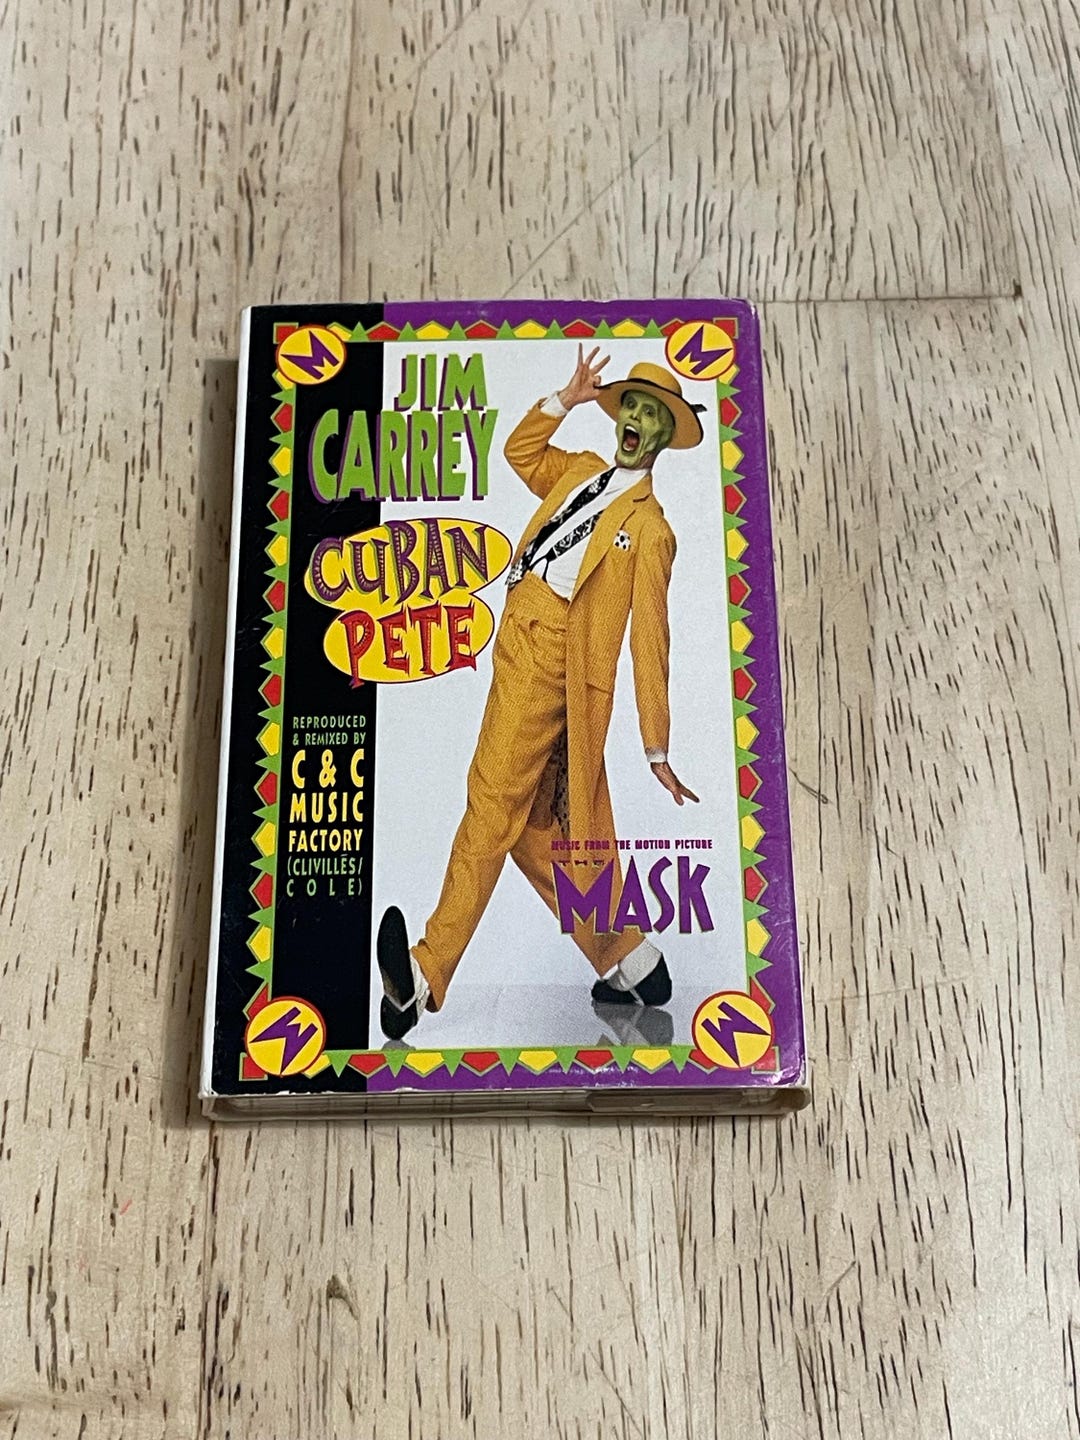 M
M
JIM
CARREY
CUBAN
PETE
REPRODUCED
& REMIXED BY
C & C
MUSIC
FACTORY
(CLIVILLÉS/
COLE)
MUSIC FROM THE MOTION PICTURE
THE
MASK
M
M